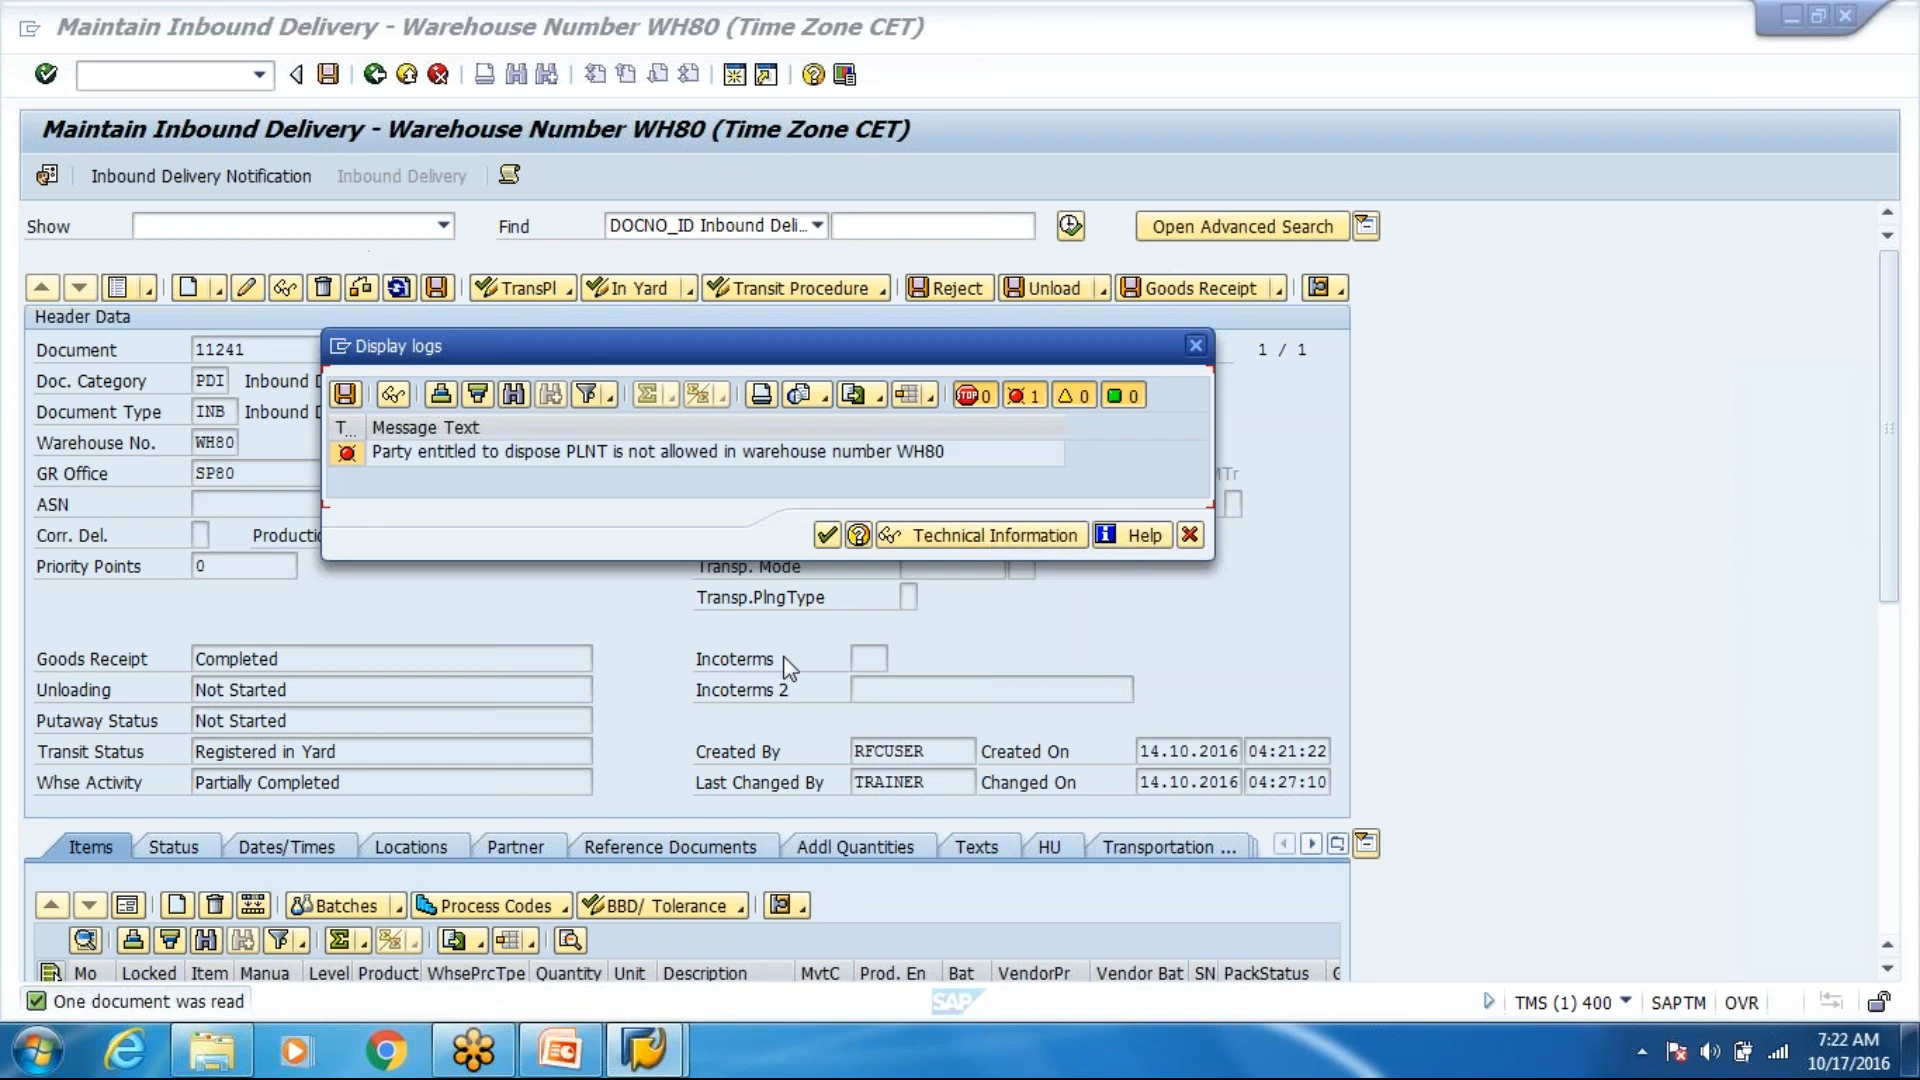 Maintain Inbound Delivery - Warehouse Number WH80 (Time Zone CET)
Maintain Inbound Delivery - Warehouse Number WH80 (Time Zone CET)
Inbound Delivery Notification Inbound Delivery
Show Find DOCNO_ID Inbound Deli... Open Advanced Search
TransPl In Yard Transit Procedure Reject Unload Goods Receipt
Header Data
Document 11241 1 / 1
Display logs
Doc. Category PDI Inbound
Document Type INB Inbound
STOP 0 1 0 0
T... Message Text
Party entitled to dispose PLNT is not allowed in warehouse number WH80
Warehouse No. WH80
GR Office SP80
ASN
Corr. Del.
Technical Information Help
Priority Points 0
Transp. Mode
Transp.PlngType
Goods Receipt Completed Incoterms
Unloading Not Started Incoterms 2
Putaway Status Not Started
Transit Status Registered in Yard Created By RFCUSER Created On 14.10.2016 04:21:22
Whse Activity Partially Completed Last Changed By TRAINER Changed On 14.10.2016 04:27:10
Items Status Dates/Times Locations Partner Reference Documents Addl Quantities Texts HU Transportation ...
Batches Process Codes BBD/ Tolerance
Mo Locked Item Manua Level Product WhsePrcTpe Quantity Unit Description MvtC Prod. En Bat VendorPr Vendor Bat SN PackStatus
One document was read SAP TMS (1) 400 SAPTM OVR
7:22 AM
10/17/2016